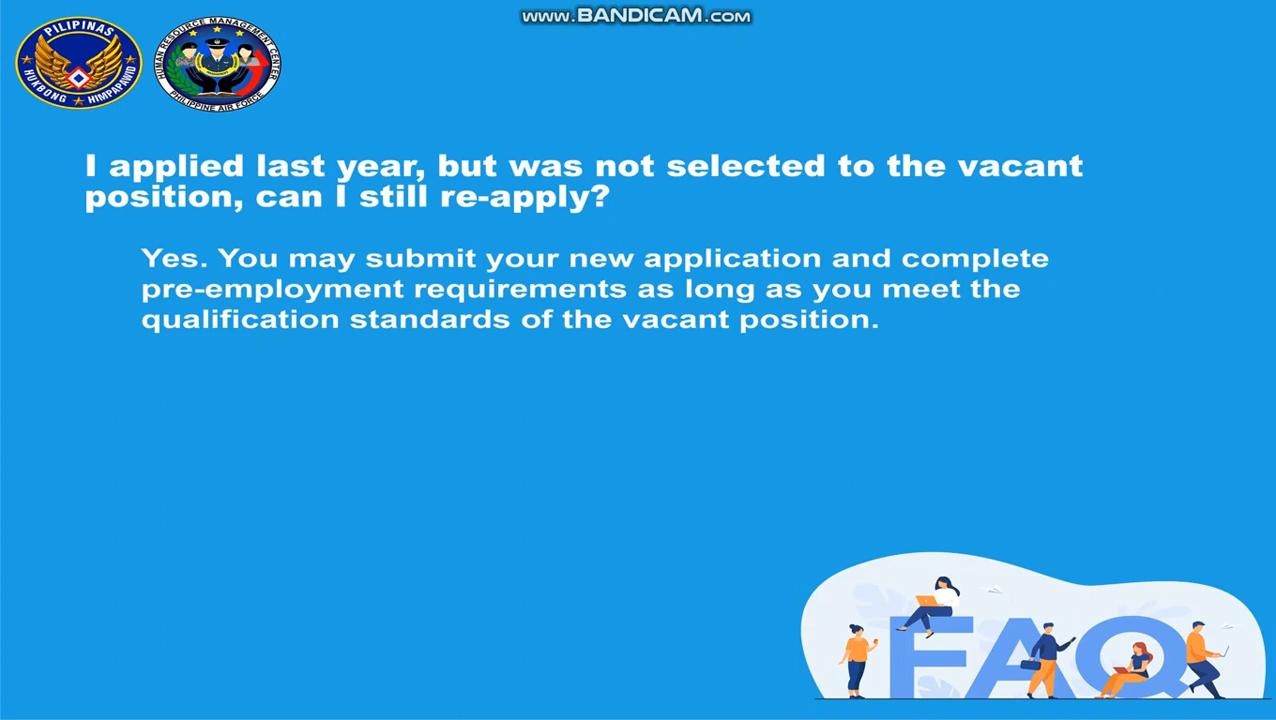 www.BANDICAM.com
PILIPINAS
HUKBONG HIMPAPAWID
HUMAN RESOURCE MANAGEMENT CENTER
PHILIPPINE AIR FORCE
I applied last year, but was not selected to the vacant
position, can I still re-apply?
Yes. You may submit your new application and complete
pre-employment requirements as long as you meet the
qualification standards of the vacant position.
FAQ